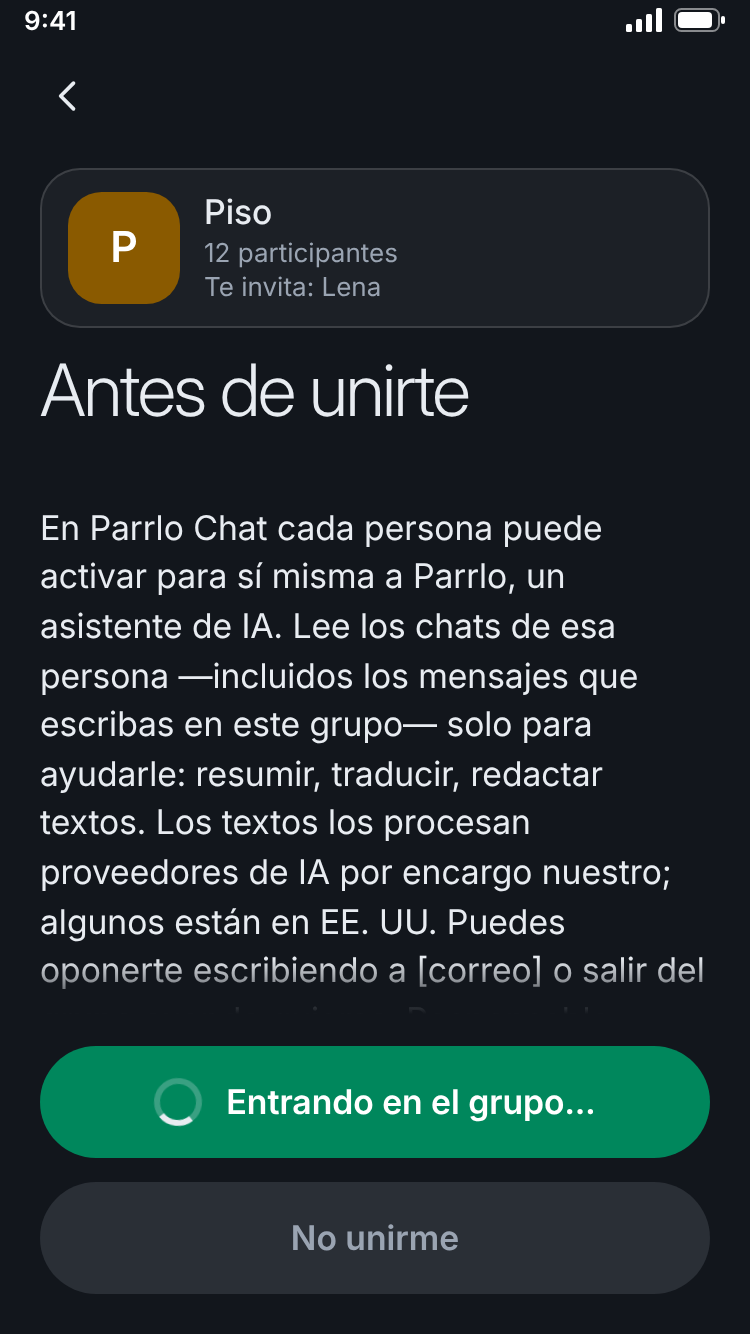 9:41
P
Piso
12 participantes
Te invita: Lena
Antes de unirte
En Parrlo Chat cada persona puede
activar para sí misma a Parrlo, un
asistente de IA. Lee los chats de esa
persona —incluidos los mensajes que
escribas en este grupo— solo para
ayudarle: resumir, traducir, redactar
textos. Los textos los procesan
proveedores de IA por encargo nuestro;
algunos están en EE. UU. Puedes
oponerte escribiendo a [correo] o salir del
Entrando en el grupo...
No unirme